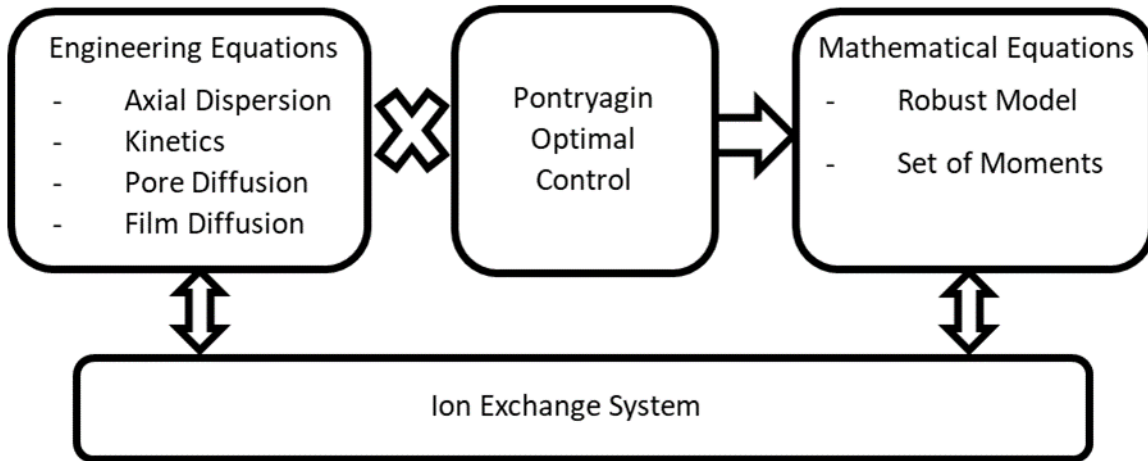 Engineering Equations
- Axial Dispersion
- Kinetics
- Pore Diffusion
- Film Diffusion
Pontryagin
Optimal
Control
Mathematical Equations
- Robust Model
- Set of Moments
Ion Exchange System